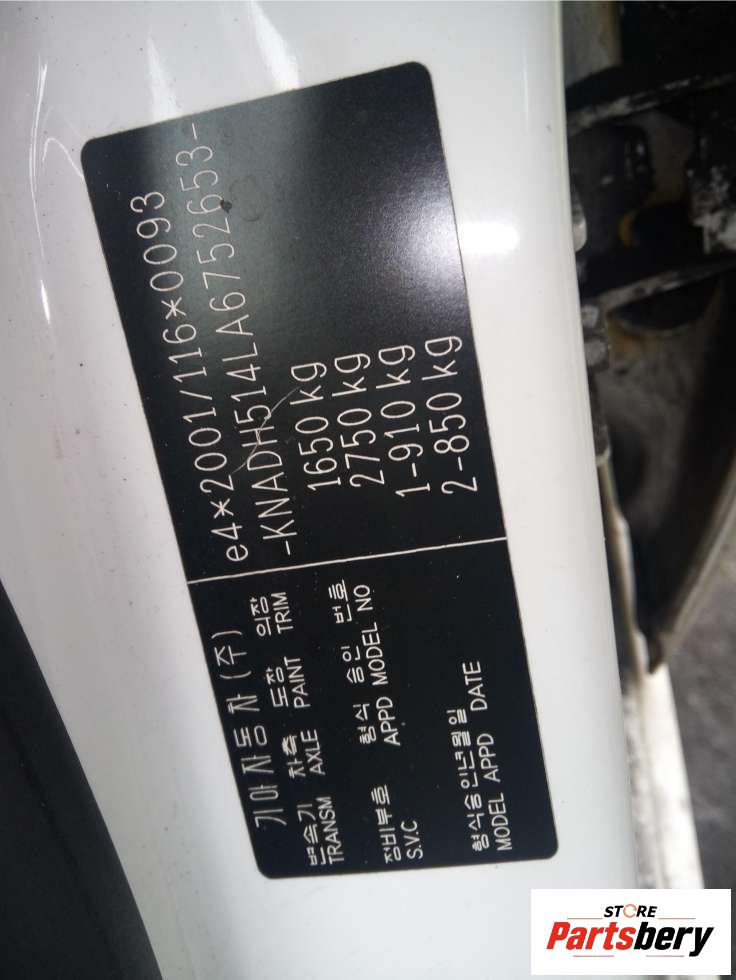 e4*2001/116*0093
-KNADH514LA6752653-
1650 kg
2750 kg
1-910 kg
2-850 kg
기아자동차(주)
변속기 차축 도장 의장
TRANSM AXLE PAINT TRIM
장비부호 형식 승인 번호
S.V.C APPD MODEL NO
형식승인년월일
MODEL APPD DATE
STORE
Partsbery